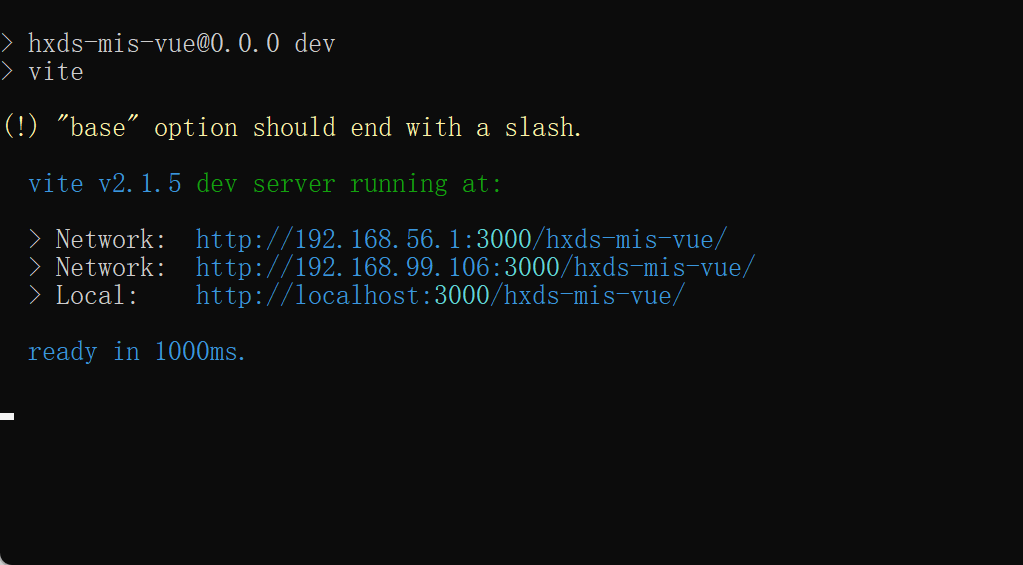 > hxds-mis-vue@0.0.0 dev
> vite
(!) "base" option should end with a slash.
vite v2.1.5 dev server running at:
> Network:  http://192.168.56.1:3000/hxds-mis-vue/
> Network:  http://192.168.99.106:3000/hxds-mis-vue/
> Local:    http://localhost:3000/hxds-mis-vue/
ready in 1000ms.